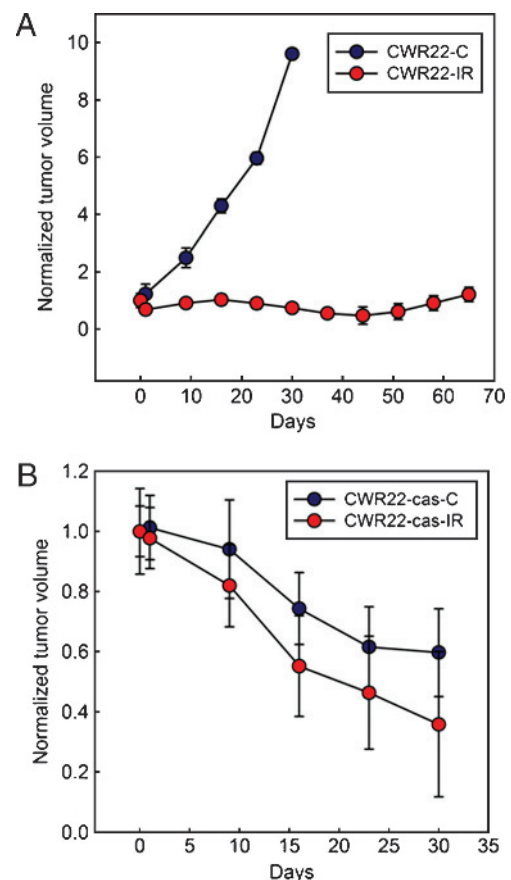 A
10
8
6
4
2
0
Normalized tumor volume
CWR22-C
CWR22-IR
0 10 20 30 40 50 60 70
Days
B
1.2
1.0
0.8
0.6
0.4
0.2
0.0
Normalized tumor volume
CWR22-cas-C
CWR22-cas-IR
0 5 10 15 20 25 30 35
Days